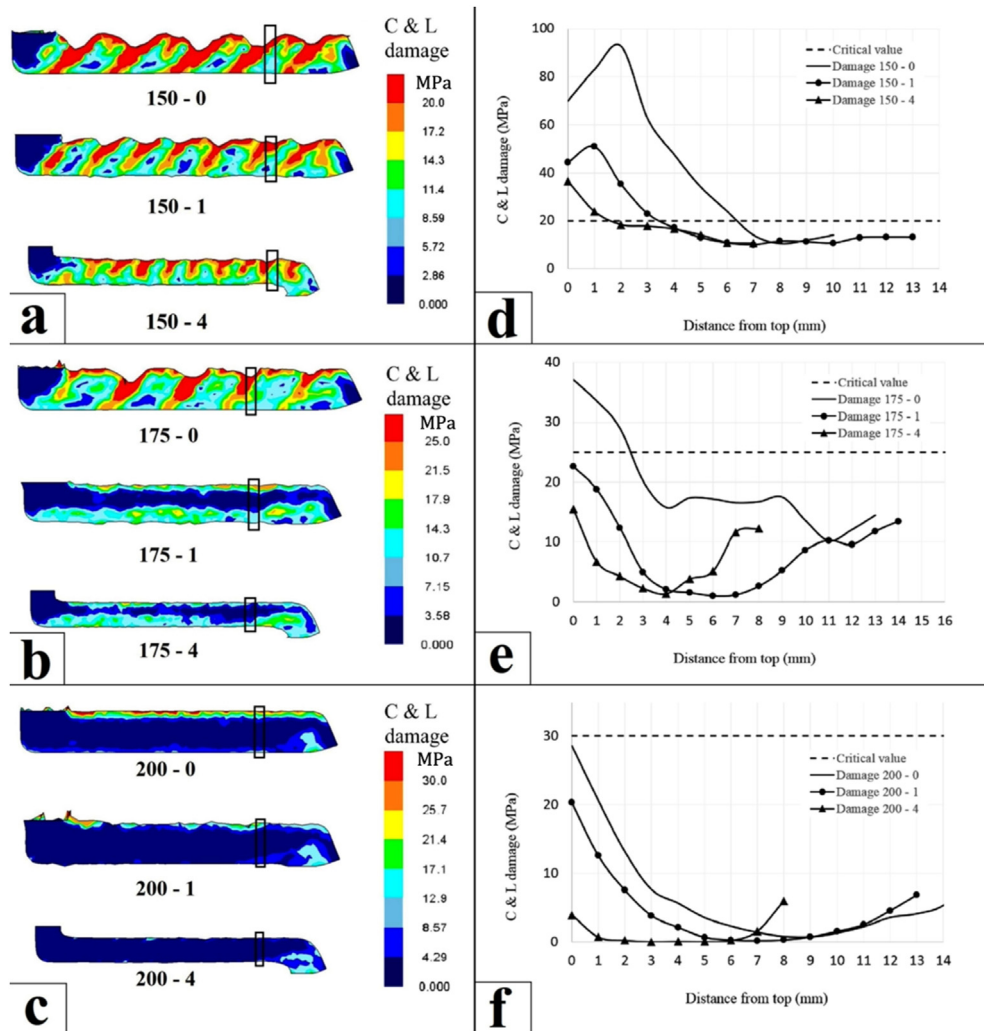 C & L
damage
MPa
20.0
17.2
14.3
11.4
8.59
5.72
2.86
0.000
150 - 0
150 - 1
150 - 4
a
C & L damage (MPa)
100
80
60
40
20
0
0 1 2 3 4 5 6 7 8 9 10 11 12 13 14
Distance from top (mm)
Critical value
Damage 150 - 0
Damage 150 - 1
Damage 150 - 4
d
C & L
damage
MPa
25.0
21.5
17.9
14.3
10.7
7.15
3.58
0.000
175 - 0
175 - 1
175 - 4
b
C & L damage (MPa)
40
30
20
10
0
0 1 2 3 4 5 6 7 8 9 10 11 12 13 14 16
Distance from top (mm)
Critical value
Damage 175 - 0
Damage 175 - 1
Damage 175 - 4
e
C & L
damage
MPa
30.0
25.7
21.4
17.1
12.9
8.57
4.29
0.000
200 - 0
200 - 1
200 - 4
c
C & L damage (MPa)
30
20
10
0
0 1 2 3 4 5 6 7 8 9 10 11 12 13 14
Distance from top (mm)
Critical value
Damage 200 - 0
Damage 200 - 1
Damage 200 - 4
f